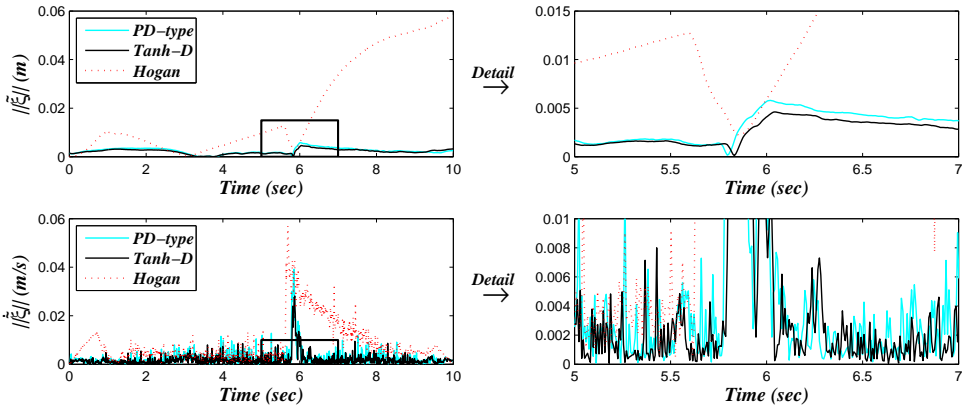 0.06
0.04
0.02
0
||ξ̃|| (m)
PD−type
Tanh−D
Hogan
0 2 4 6 8 10
Time (sec)
Detail
→
0.015
0.01
0.005
0
5 5.5 6 6.5 7
Time (sec)
0.06
0.04
0.02
0
||ξ̃̇|| (m/s)
PD−type
Tanh−D
Hogan
0 2 4 6 8 10
Time (sec)
Detail
→
0.01
0.008
0.006
0.004
0.002
0
5 5.5 6 6.5 7
Time (sec)